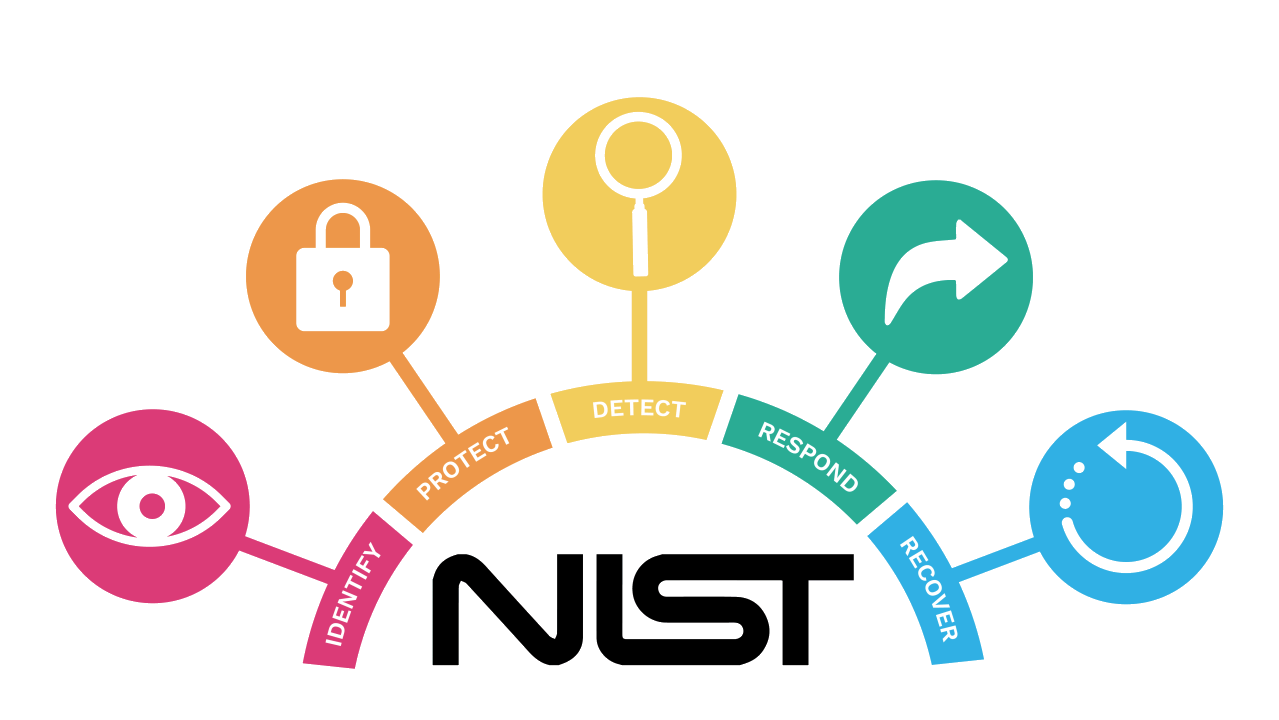 IDENTIFY
PROTECT
DETECT
RESPOND
RECOVER
NIST